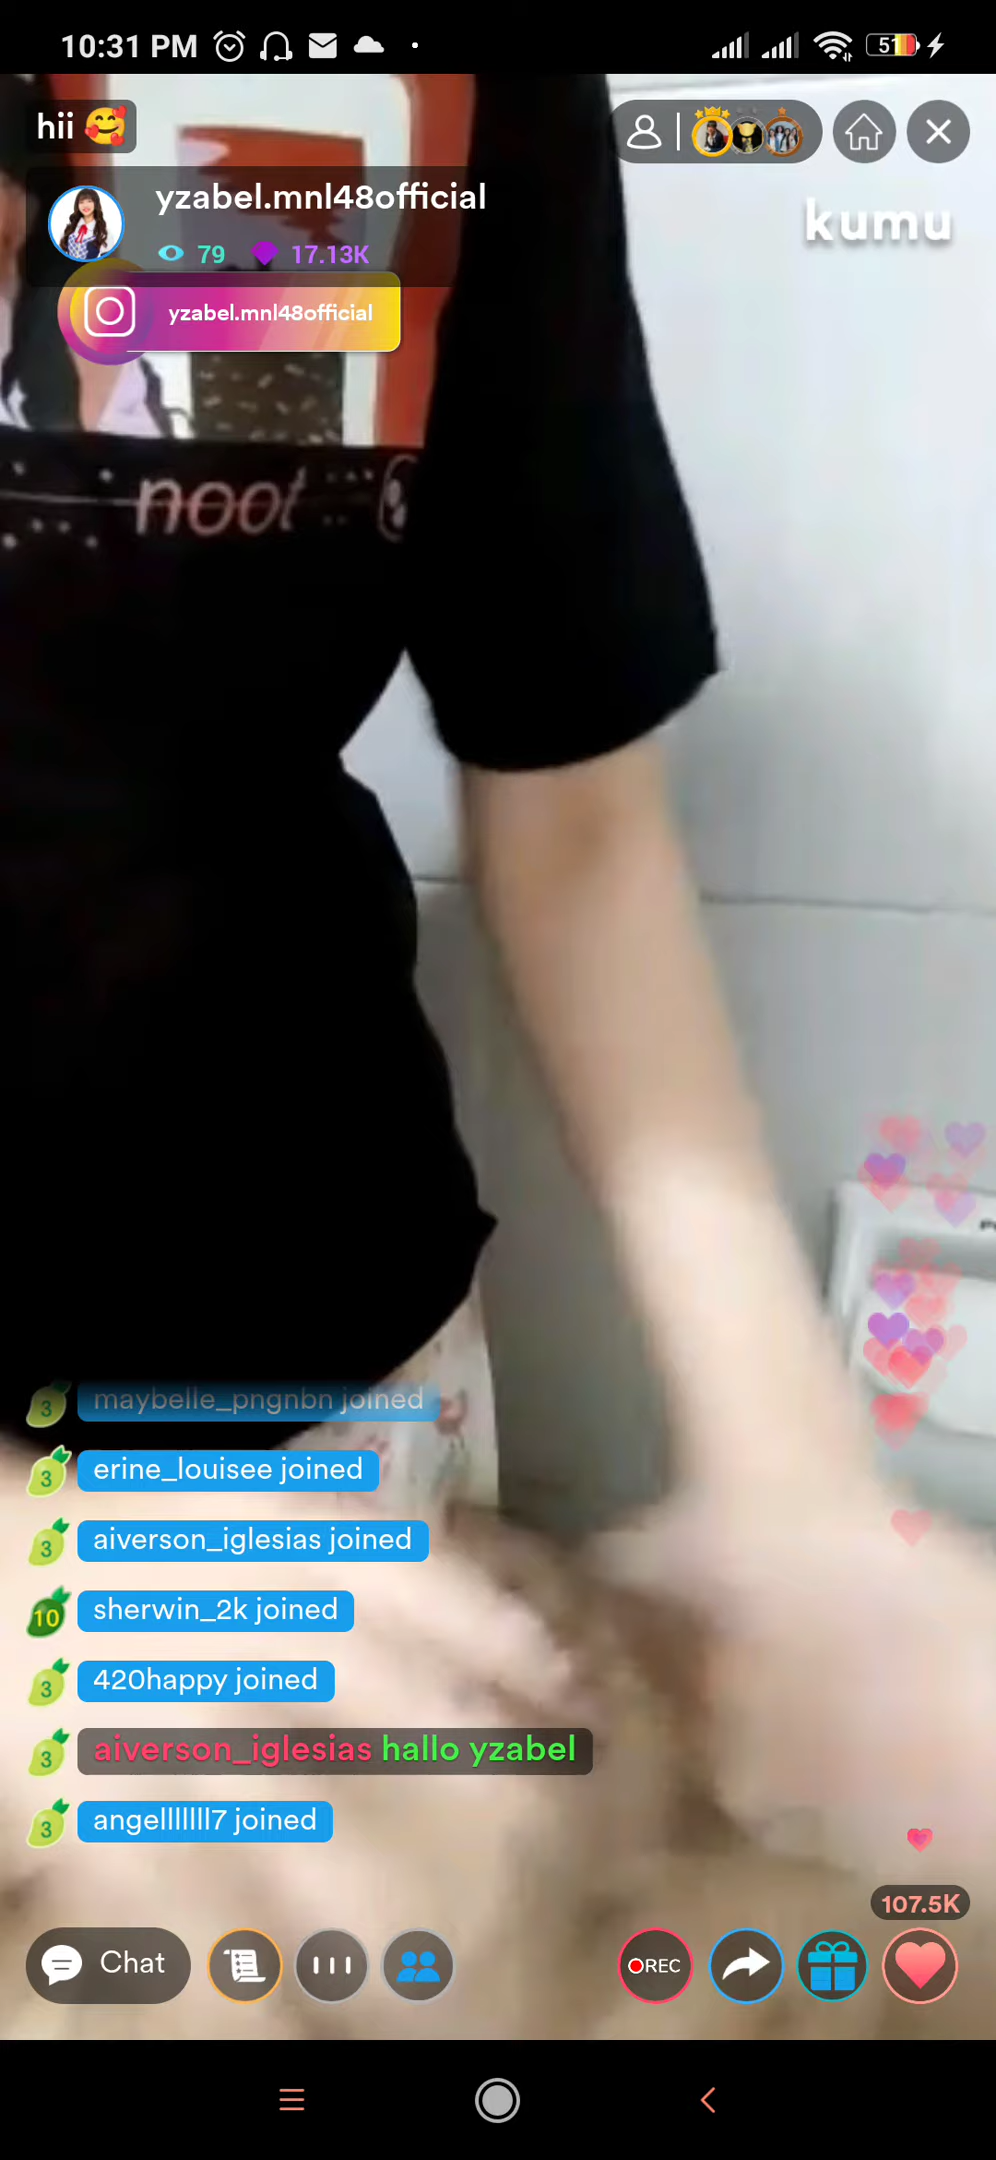 10:31 PM
51
hii 🥰
yzabel.mnl48official
79 17.13K
kumu
yzabel.mnl48official
noot
3 maybelle_pngnbn joined
3 erine_louisee joined
3 aiverson_iglesias joined
10 sherwin_2k joined
3 420happy joined
3 aiverson_iglesias hallo yzabel
3 angelllllll7 joined
107.5K
Chat
REC